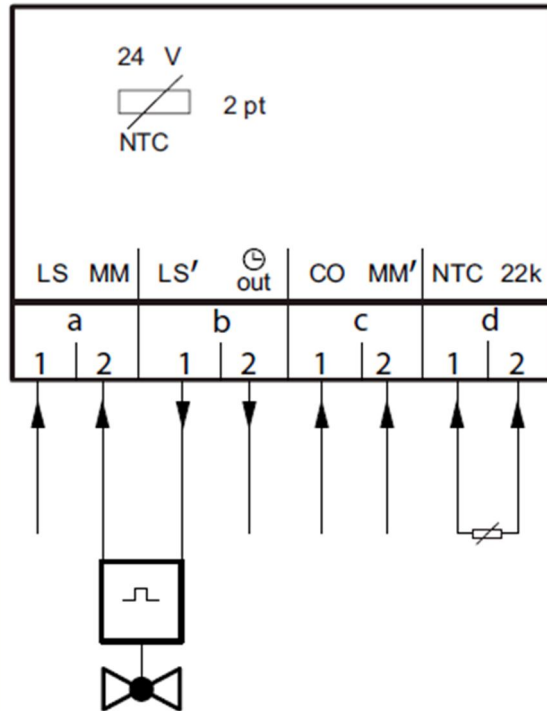 24 V
2 pt
NTC
LS MM LS' out CO MM' NTC 22k
a b c d
1 2 1 2 1 2 1 2